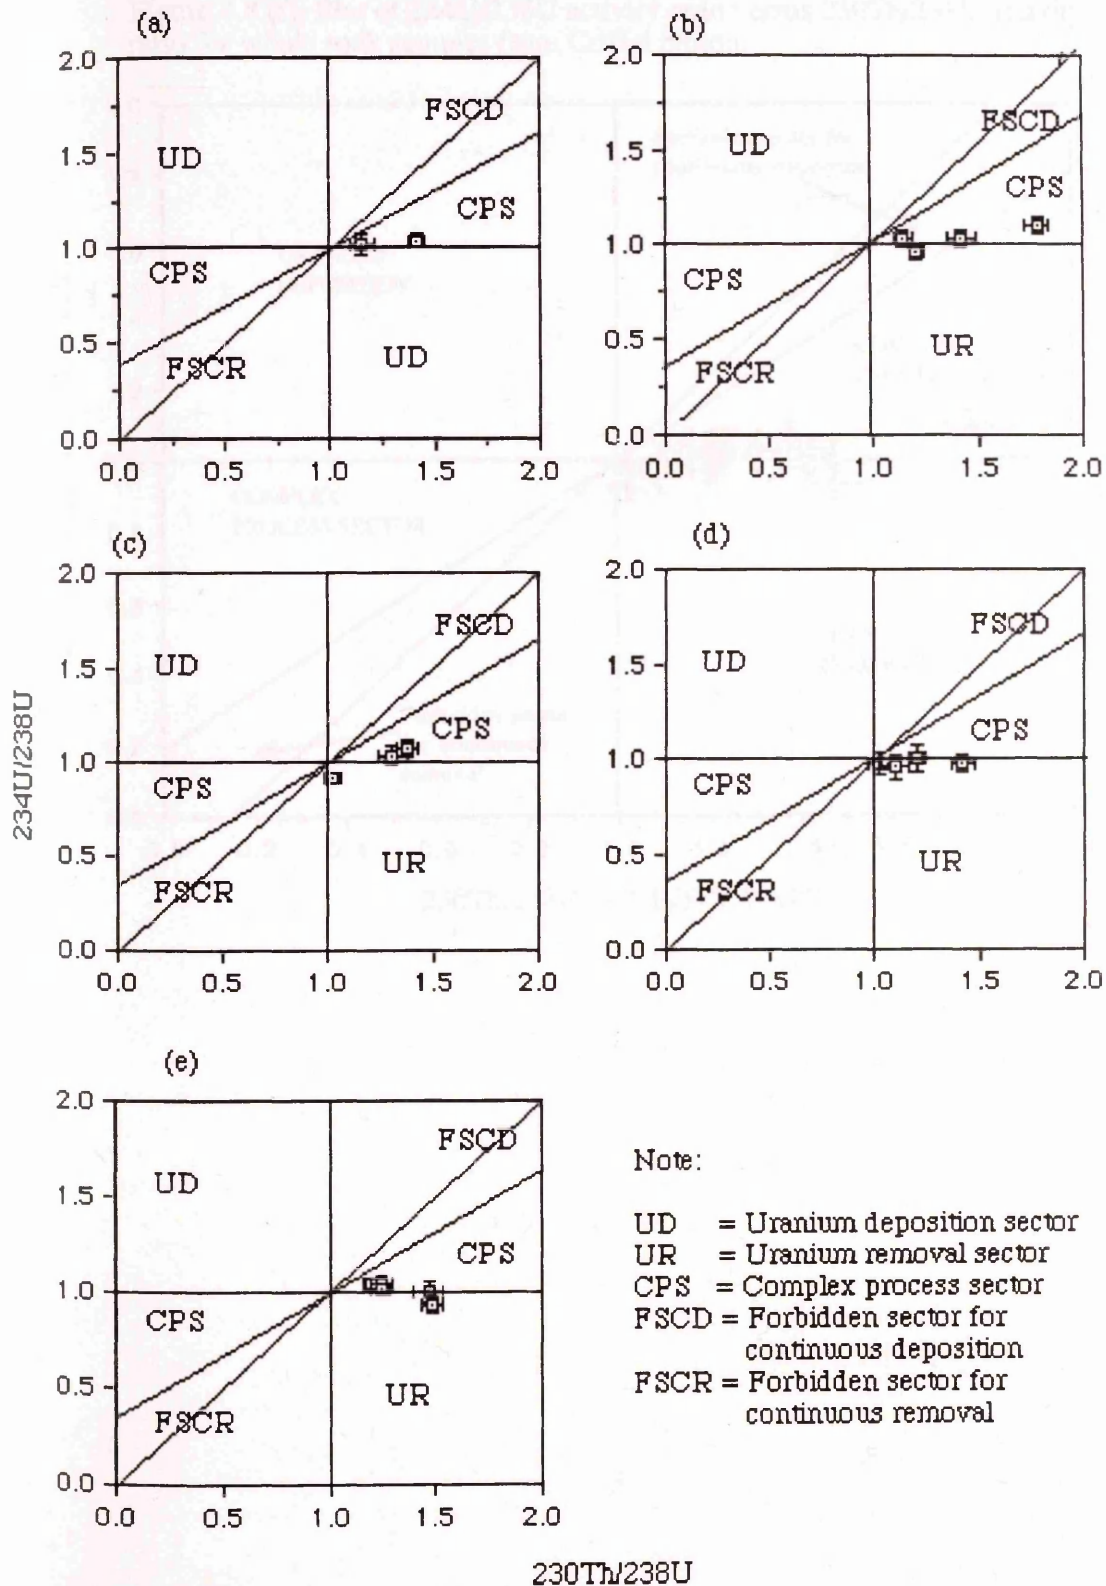 (a)
2.0
1.5
1.0
0.5
0.0
UD
FSCD
CPS
CPS
FSCR
UD
0.0 0.5 1.0 1.5 2.0
(b)
2.0
1.5
1.0
0.5
0.0
UD
FSCD
CPS
CPS
FSCR
UR
0.0 0.5 1.0 1.5 2.0
(c)
2.0
1.5
1.0
0.5
0.0
UD
FSCD
CPS
CPS
FSCR
UR
0.0 0.5 1.0 1.5 2.0
(d)
2.0
1.5
1.0
0.5
0.0
UD
FSCD
CPS
CPS
FSCR
UR
0.0 0.5 1.0 1.5 2.0
234U/238U
(e)
2.0
1.5
1.0
0.5
0.0
UD
FSCD
CPS
CPS
FSCR
UR
0.0 0.5 1.0 1.5 2.0
230Th/238U
Note:
UD = Uranium deposition sector
UR = Uranium removal sector
CPS = Complex process sector
FSCD = Forbidden sector for
continuous deposition
FSCR = Forbidden sector for
continuous removal